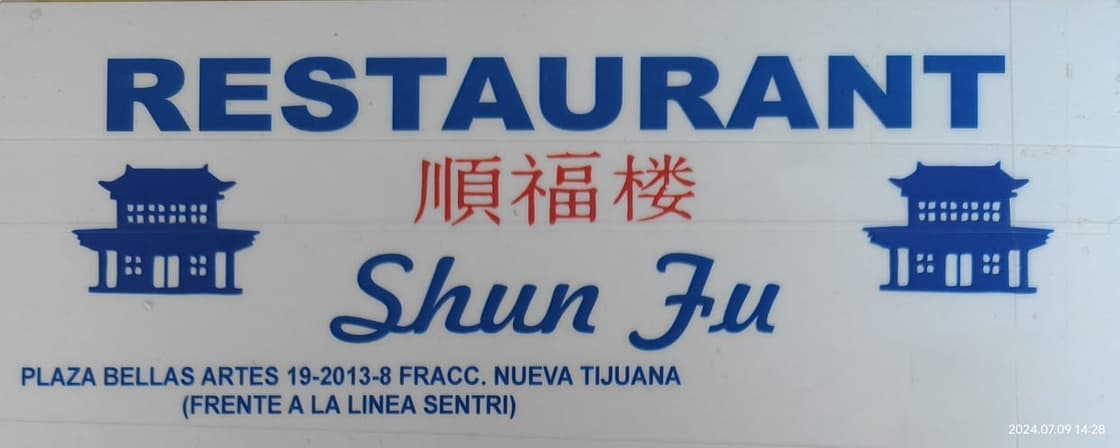 RESTAURANT
順福楼
Shun Fu
PLAZA BELLAS ARTES 19-2013-8 FRACC. NUEVA TIJUANA
(FRENTE A LA LINEA SENTRI)
2024.07.09 14:28